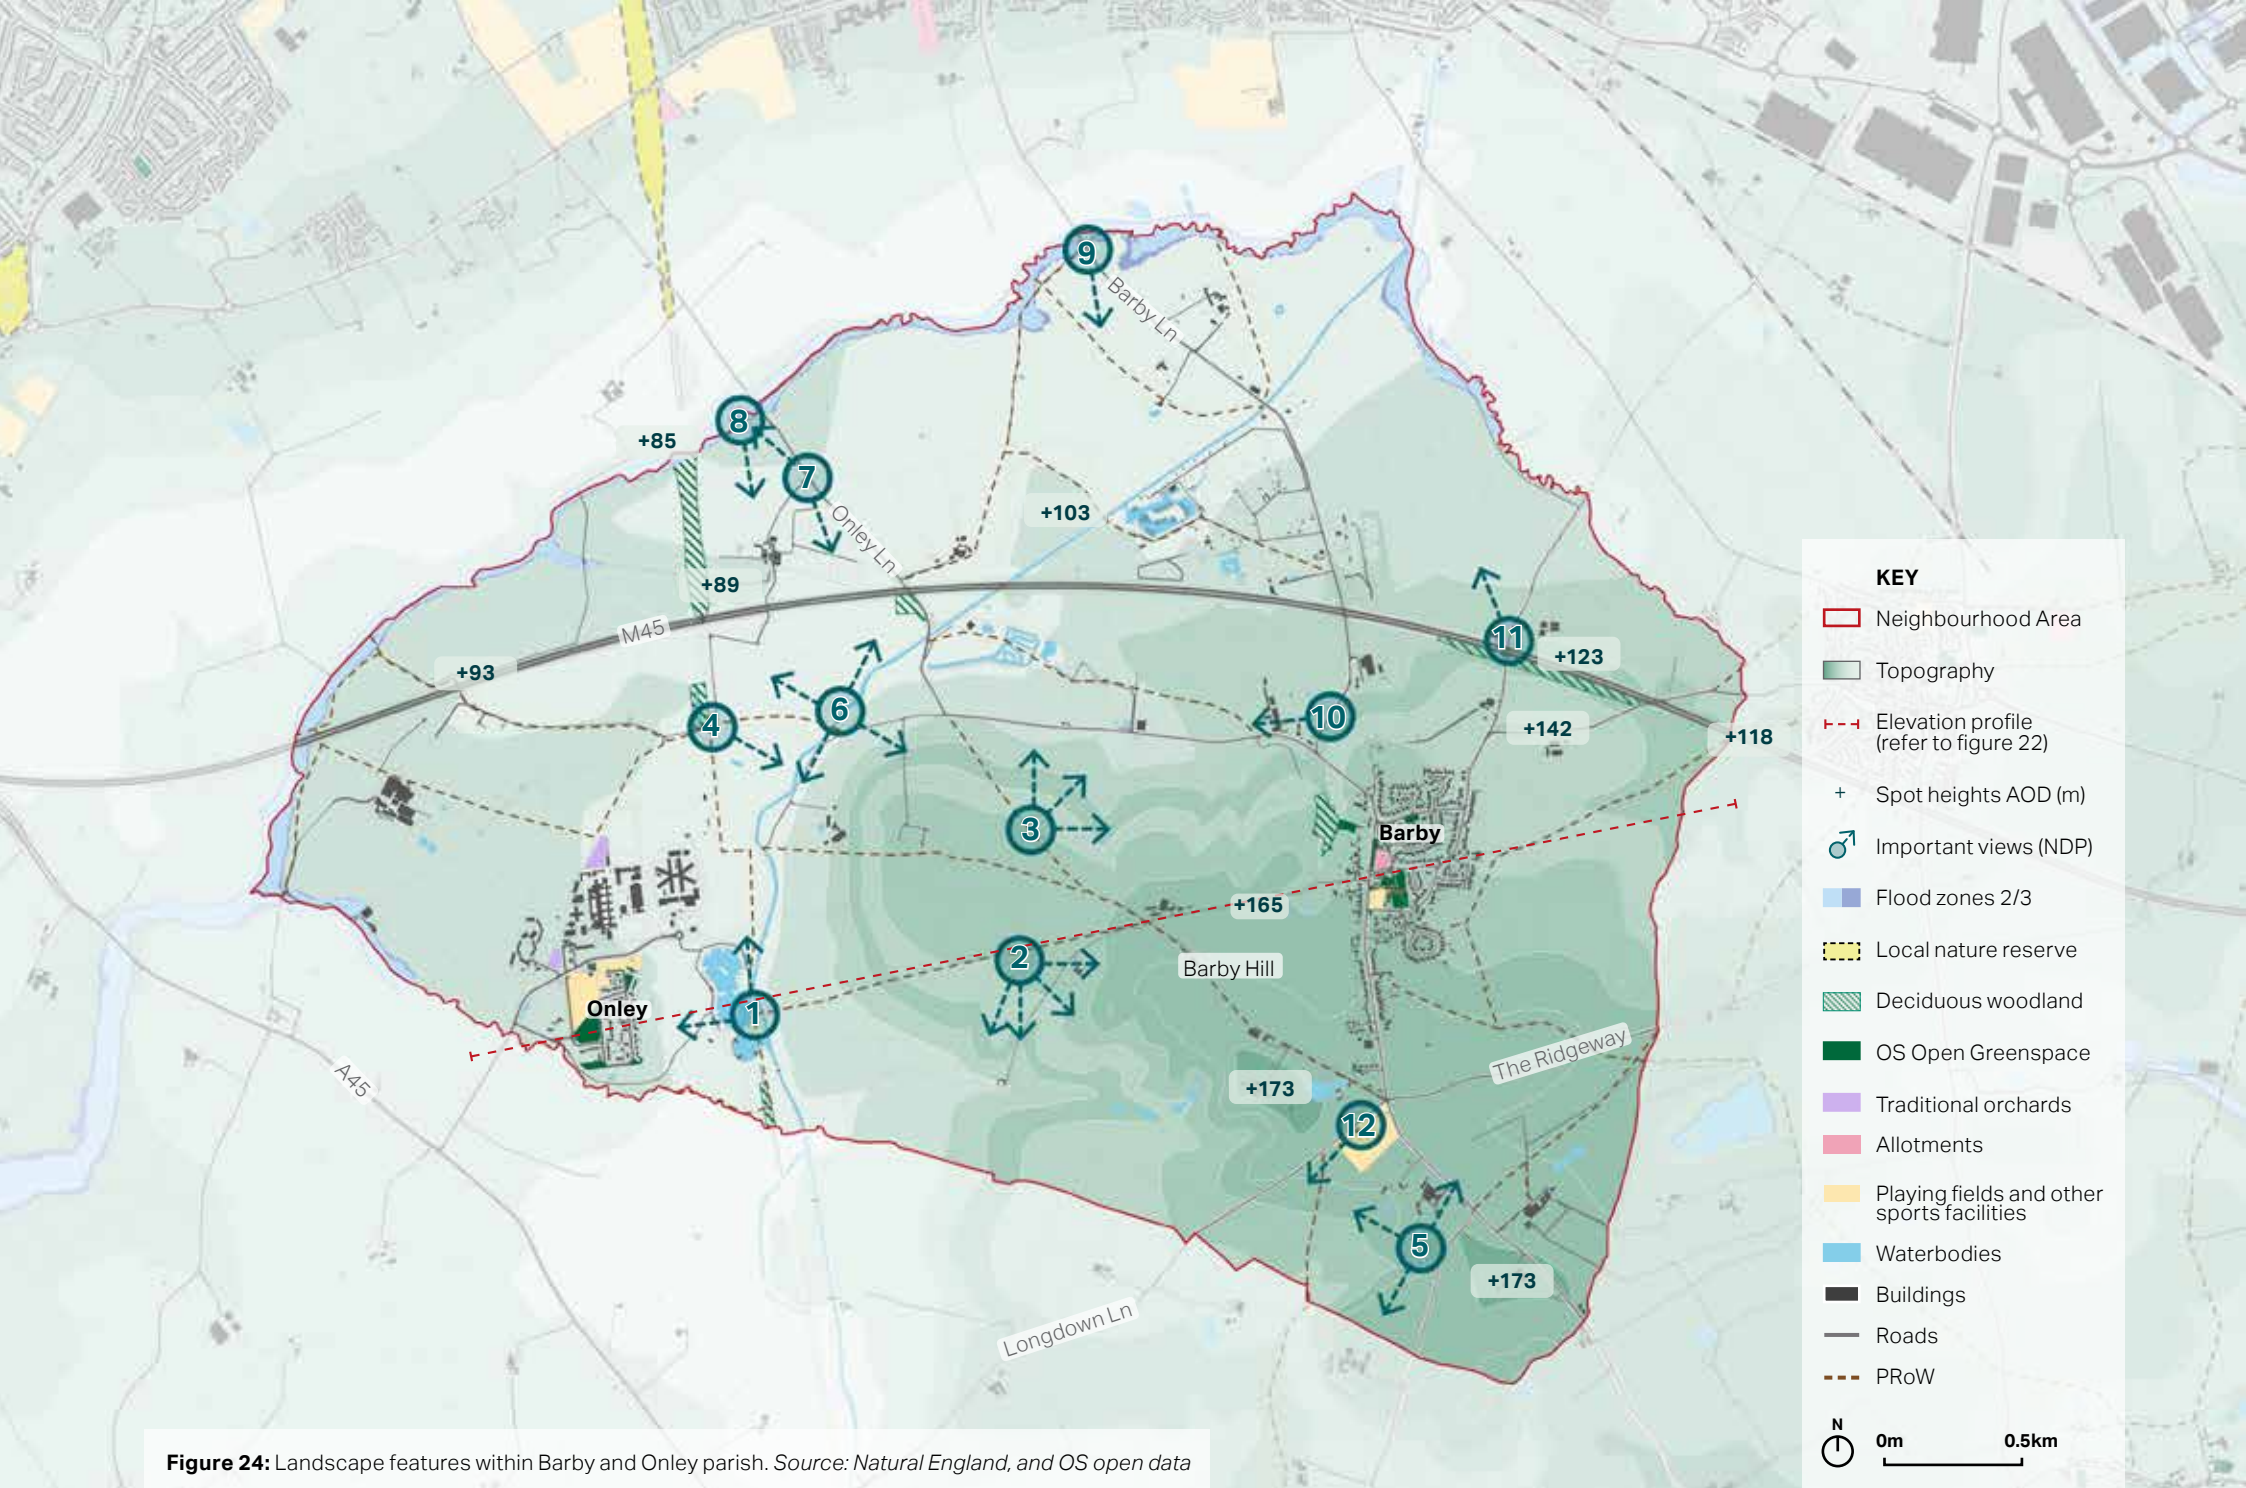 9
Barby Ln
8
+85
7
Onley Ln
+103
+89
M45
11
+123
+93
4
6
10
+142
+118
3
Barby
+165
2
Barby Hill
Onley
1
The Ridgeway
A45
+173
12
5
+173
Longdown Ln
KEY
Neighbourhood Area
Topography
Elevation profile
(refer to figure 22)
+ Spot heights AOD (m)
Important views (NDP)
Flood zones 2/3
Local nature reserve
Deciduous woodland
OS Open Greenspace
Traditional orchards
Allotments
Playing fields and other
sports facilities
Waterbodies
Buildings
Roads
PRoW
N
0m 0.5km
Figure 24: Landscape features within Barby and Onley parish. Source: Natural England, and OS open data